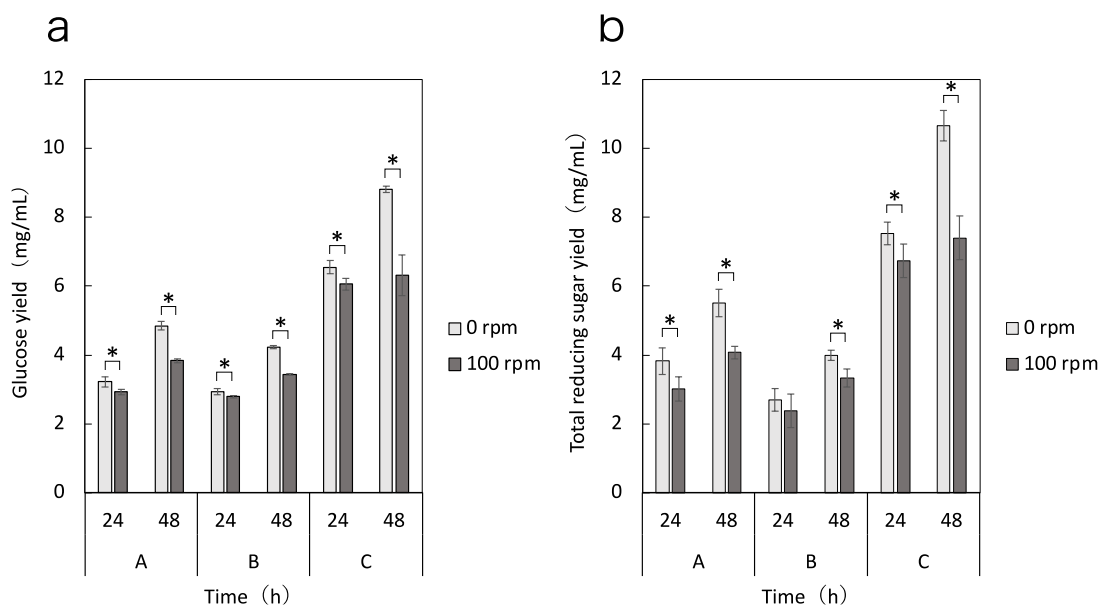 a
12
10
8
6
4
2
0
Glucose yield（mg/mL）
*
*
*
*
*
*
24 48 24 48 24 48
A B C
Time（h）
0 rpm
100 rpm
b
12
10
8
6
4
2
0
Total reducing sugar yield（mg/mL）
*
*
*
*
*
24 48 24 48 24 48
A B C
Time（h）
0 rpm
100 rpm